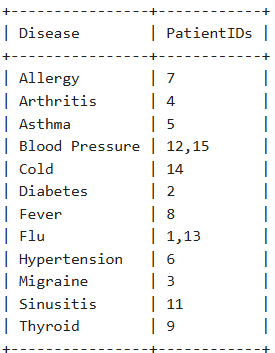 +----------------+------------+
| Disease        | PatientIDs |
+----------------+------------+
| Allergy        | 7          |
| Arthritis      | 4          |
| Asthma         | 5          |
| Blood Pressure | 12,15      |
| Cold           | 14         |
| Diabetes       | 2          |
| Fever          | 8          |
| Flu            | 1,13       |
| Hypertension   | 6          |
| Migraine       | 3          |
| Sinusitis      | 11         |
| Thyroid        | 9          |
+----------------+------------+